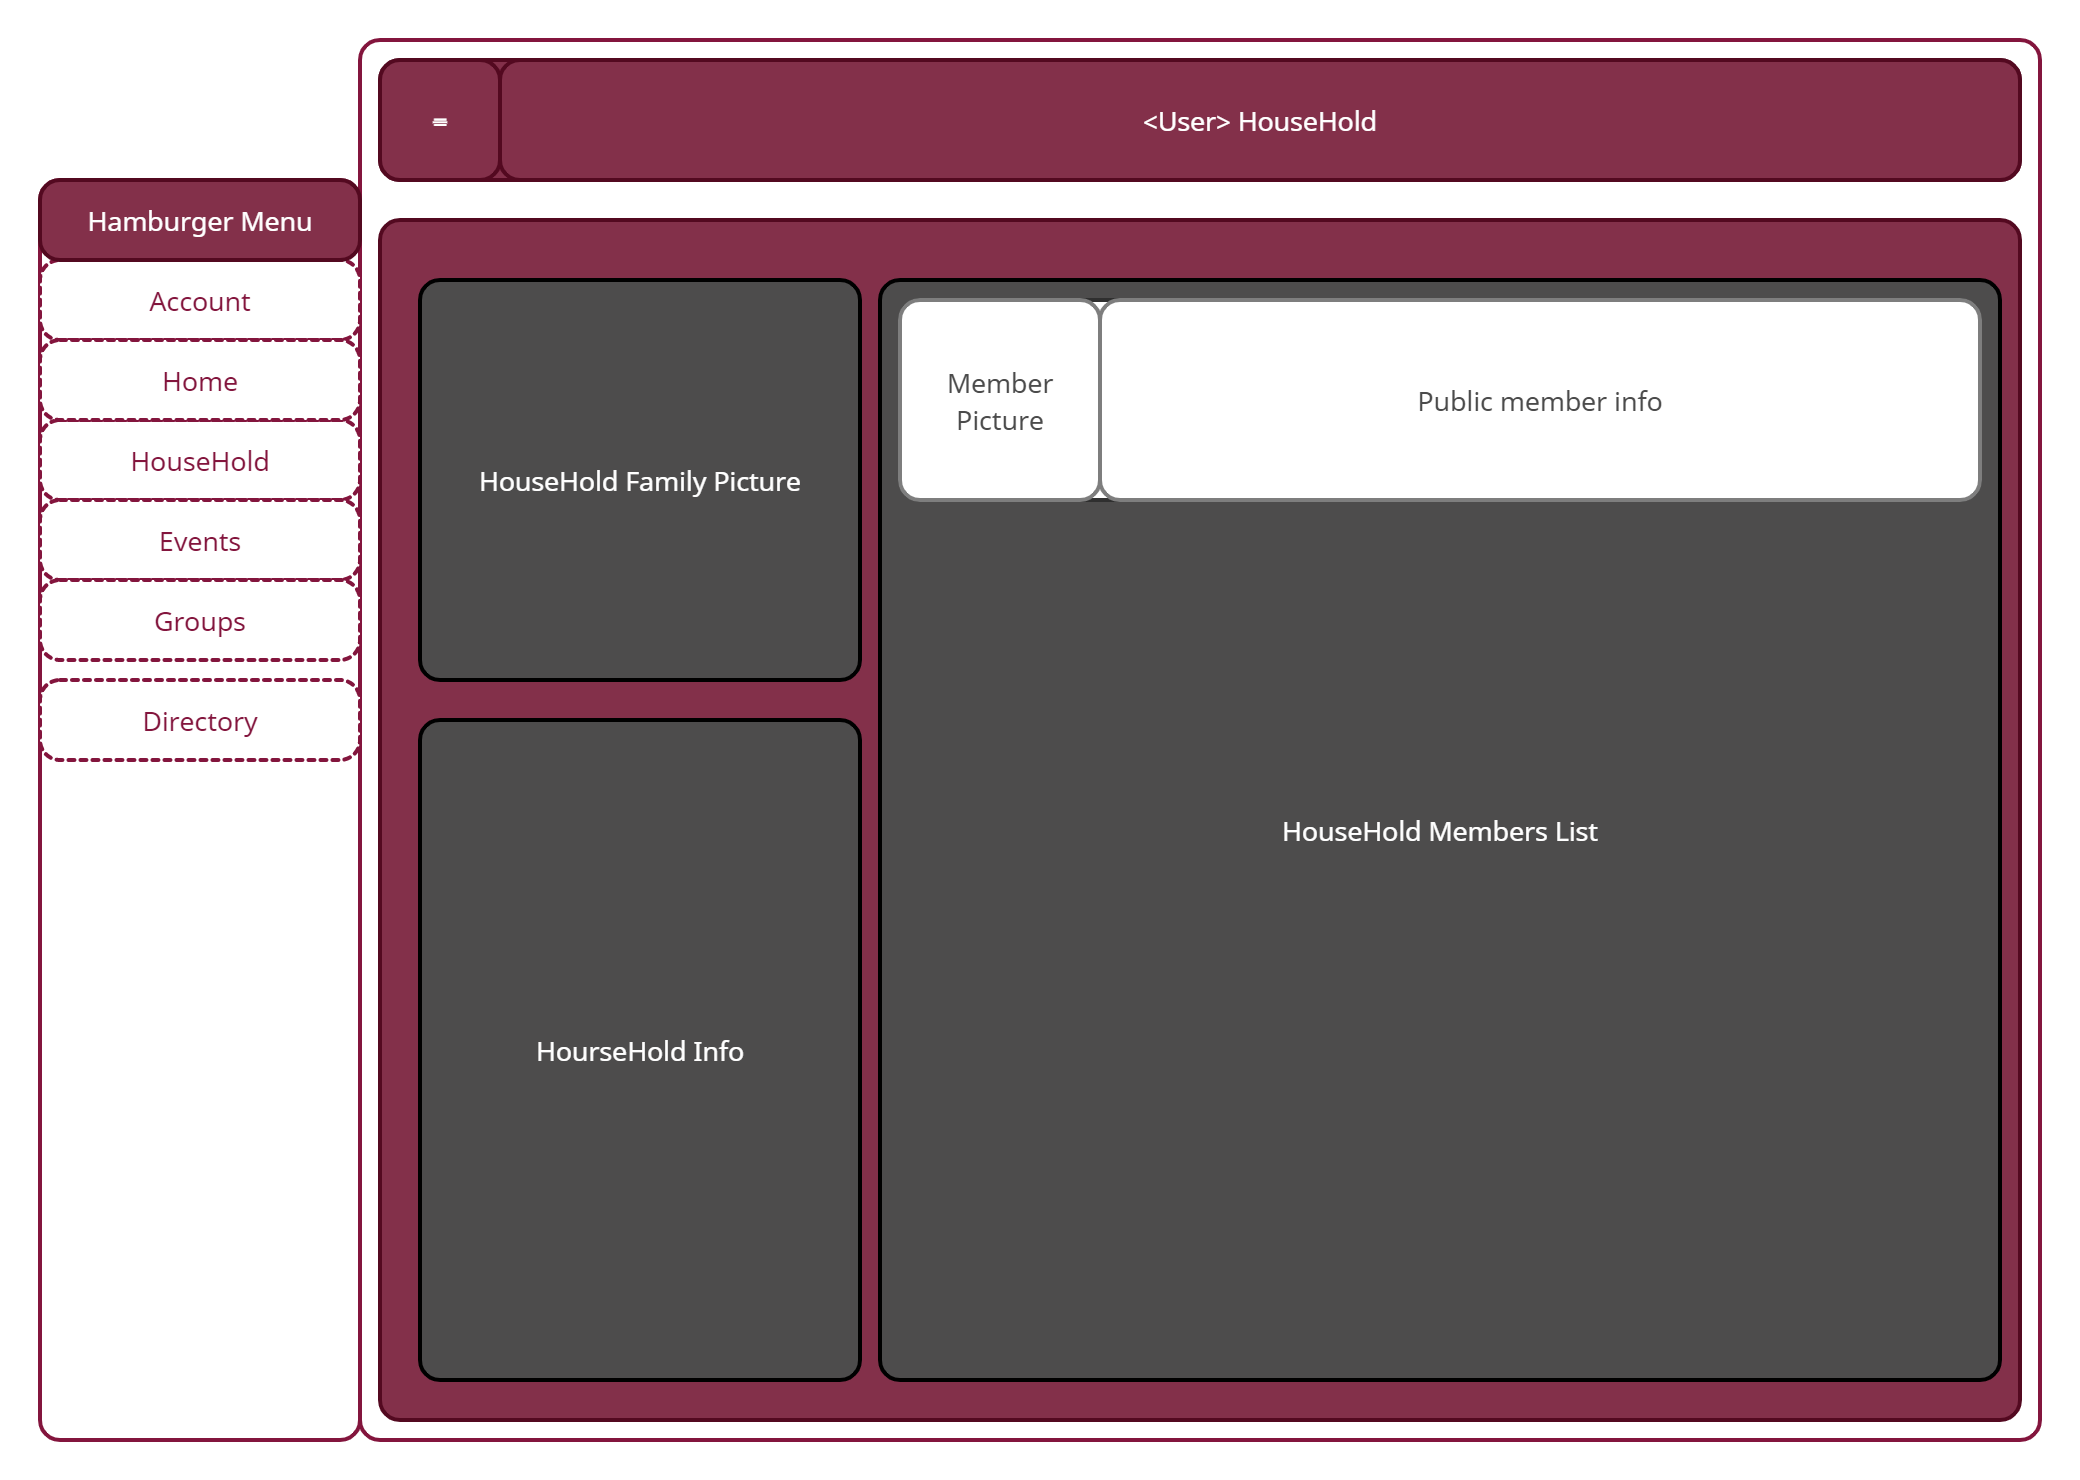 ≡
<User> HouseHold
Hamburger Menu
Account
Home
HouseHold
Events
Groups
Directory
HouseHold Family Picture
HourseHold Info
Member
Picture
Public member info
HouseHold Members List